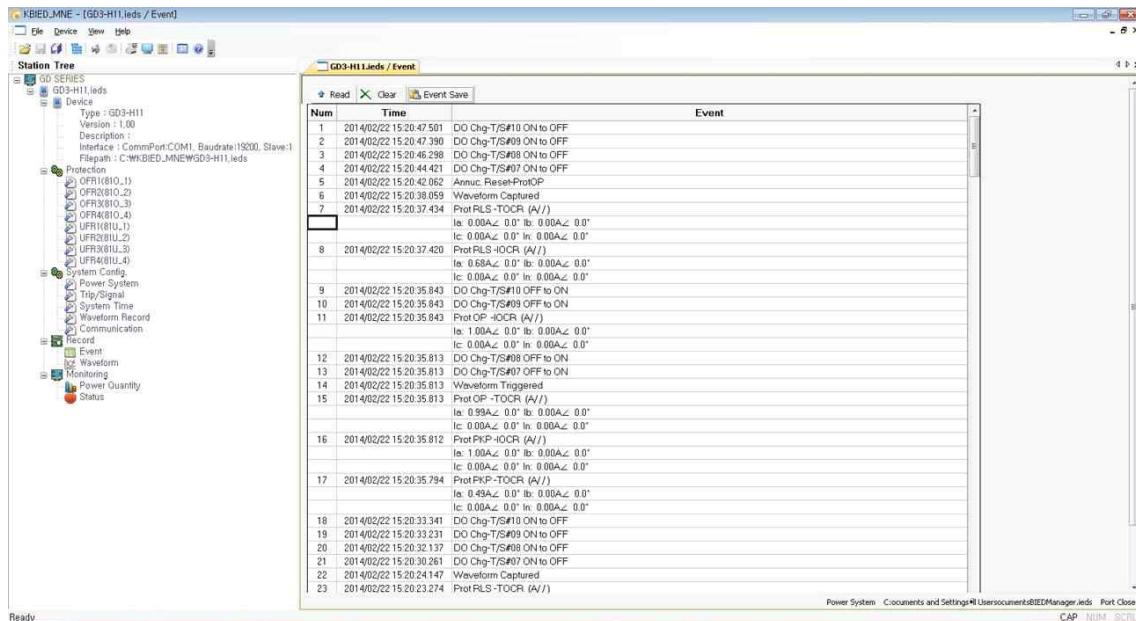 KBIED_MNE - [GD3-H11.ieds / Event]
File Device View Help
Station Tree
GD SERIES
GD3-H11.ieds
Device
Type : GD3-H11
Version : 1.00
Description :
Interface : CommPort:COM1, Baudrate:19200, Slave:1
Filepath : C:₩KBIED_MNE₩GD3-H11.ieds
Protection
OFR1(81O_1)
OFR2(81O_2)
OFR3(81O_3)
OFR4(81O_4)
UFR1(81U_1)
UFR2(81U_2)
UFR3(81U_3)
UFR4(81U_4)
System Config.
Power System
Trip/Signal
System Time
Waveform Record
Communication
Record
Event
Waveform
Monitoring
Power Quantity
Status
GD3-H11.ieds / Event
Read Clear Event Save
Num Time Event
1 2014/02/22 15:20:47.501 DO Chg-T/S#10 ON to OFF
2 2014/02/22 15:20:47.390 DO Chg-T/S#09 ON to OFF
3 2014/02/22 15:20:46.298 DO Chg-T/S#08 ON to OFF
4 2014/02/22 15:20:44.421 DO Chg-T/S#07 ON to OFF
5 2014/02/22 15:20:42.062 Annuc. Reset-ProtOP
6 2014/02/22 15:20:38.059 Waveform Captured
7 2014/02/22 15:20:37.434 Prot RLS -TOCR (A/ / )
Ia: 0.00A∠ 0.0° Ib: 0.00A∠ 0.0°
Ic: 0.00A∠ 0.0° In: 0.00A∠ 0.0°
8 2014/02/22 15:20:37.420 Prot RLS -IOCR (A/ / )
Ia: 0.68A∠ 0.0° Ib: 0.00A∠ 0.0°
Ic: 0.00A∠ 0.0° In: 0.00A∠ 0.0°
9 2014/02/22 15:20:35.843 DO Chg-T/S#10 OFF to ON
10 2014/02/22 15:20:35.843 DO Chg-T/S#09 OFF to ON
11 2014/02/22 15:20:35.843 Prot OP -IOCR (A/ / )
Ia: 1.00A∠ 0.0° Ib: 0.00A∠ 0.0°
Ic: 0.00A∠ 0.0° In: 0.00A∠ 0.0°
12 2014/02/22 15:20:35.813 DO Chg-T/S#08 OFF to ON
13 2014/02/22 15:20:35.813 DO Chg-T/S#07 OFF to ON
14 2014/02/22 15:20:35.813 Waveform Triggered
15 2014/02/22 15:20:35.813 Prot OP -TOCR (A/ / )
Ia: 0.99A∠ 0.0° Ib: 0.00A∠ 0.0°
Ic: 0.00A∠ 0.0° In: 0.00A∠ 0.0°
16 2014/02/22 15:20:35.812 Prot PKP -IOCR (A/ / )
Ia: 1.00A∠ 0.0° Ib: 0.00A∠ 0.0°
Ic: 0.00A∠ 0.0° In: 0.00A∠ 0.0°
17 2014/02/22 15:20:35.794 Prot PKP -TOCR (A/ / )
Ia: 0.49A∠ 0.0° Ib: 0.00A∠ 0.0°
Ic: 0.00A∠ 0.0° In: 0.00A∠ 0.0°
18 2014/02/22 15:20:33.341 DO Chg-T/S#10 ON to OFF
19 2014/02/22 15:20:33.231 DO Chg-T/S#09 ON to OFF
20 2014/02/22 15:20:32.137 DO Chg-T/S#08 ON to OFF
21 2014/02/22 15:20:30.261 DO Chg-T/S#07 ON to OFF
22 2014/02/22 15:20:24.147 Waveform Captured
23 2014/02/22 15:20:23.274 Prot RLS -TOCR (A/ / )
Power System Port Close
Ready CAP NUM SCRL